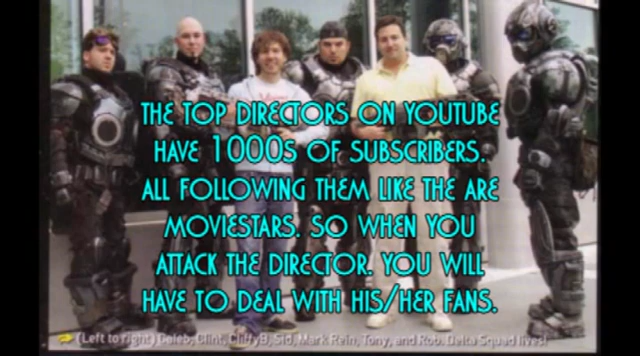 THE TOP DIRECTORS ON YOUTUBE
HAVE 1000S OF SUBSCRIBERS.
ALL FOLLOWING THEM LIKE THE ARE
MOVIESTARS. SO WHEN YOU
ATTACK THE DIRECTOR. YOU WILL
HAVE TO DEAL WITH HIS/HER FANS.
(Left to right) Caleb, Clint, CliffyB, Sid, Mark Rein, Tony, and Rob. Delta Squad lives!